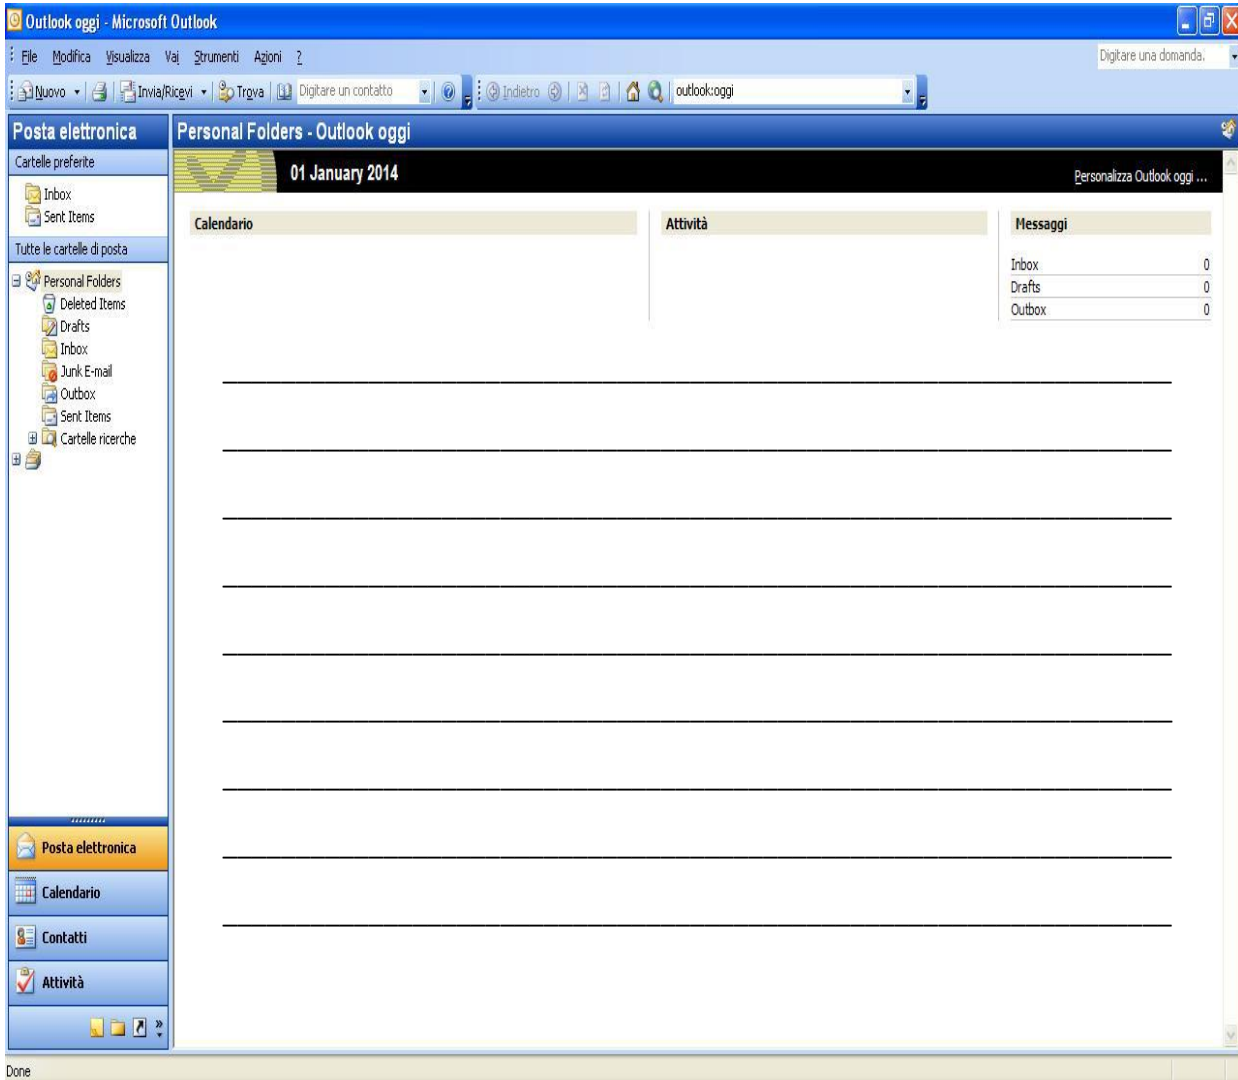 Outlook oggi - Microsoft Outlook
File Modifica Visualizza Vai Strumenti Azioni ? Digitare una domanda.
Nuovo Invia/Ricevi Trova Digitare un contatto Indietro outlook:oggi
Posta elettronica
Cartelle preferite
Inbox
Sent Items
Tutte le cartelle di posta
Personal Folders
Deleted Items
Drafts
Inbox
Junk E-mail
Outbox
Sent Items
Cartelle ricerche
Personal Folders - Outlook oggi
01 January 2014 Personalizza Outlook oggi ...
Calendario Attività Messaggi
Inbox 0
Drafts 0
Outbox 0
Posta elettronica
Calendario
Contatti
Attività
Done